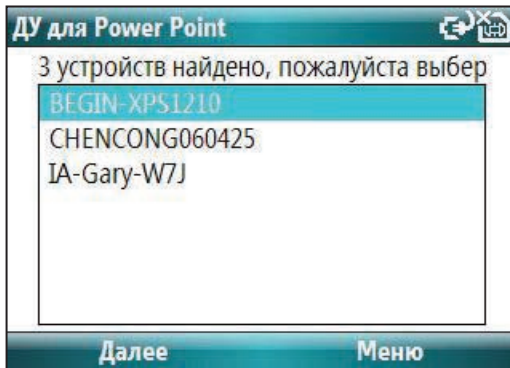 ДУ для Power Point
3 устройств найдено, пожалуйста выбер
BEGIN-XPS1210
CHENCONG060425
IA-Gary-W7J
Далее Меню